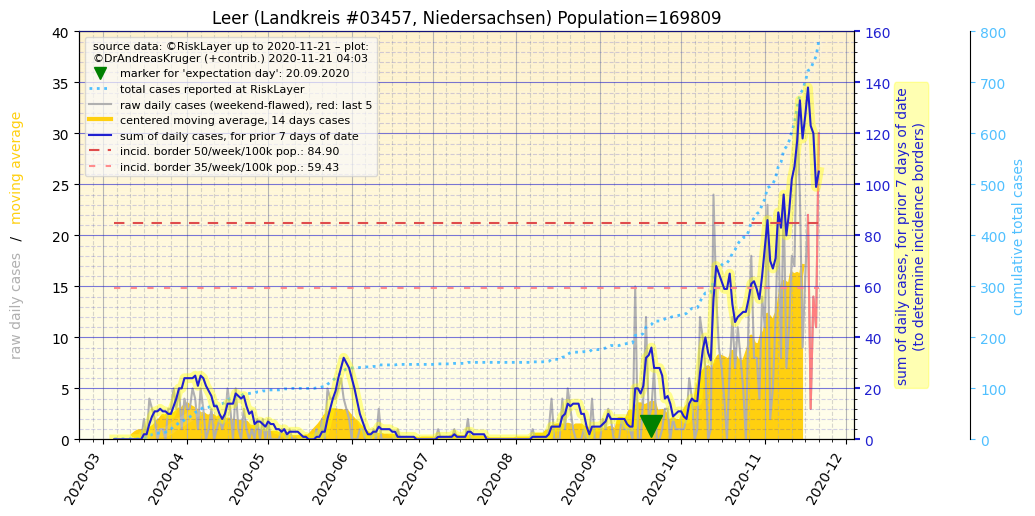 Leer (Landkreis #03457, Niedersachsen) Population=169809
source data: ©RiskLayer up to 2020-11-21 – plot:
©DrAndreasKruger (+contrib.) 2020-11-21 04:03
marker for 'expectation day': 20.09.2020
total cases reported at RiskLayer
raw daily cases (weekend-flawed), red: last 5
centered moving average, 14 days cases
sum of daily cases, for prior 7 days of date
incid. border 50/week/100k pop.: 84.90
incid. border 35/week/100k pop.: 59.43
raw daily cases / moving average
40
35
30
25
20
15
10
5
0
160
140
120
100
80
60
40
20
0
sum of daily cases, for prior 7 days of date
(to determine incidence borders)
800
700
600
500
400
300
200
100
0
cumulative total cases
2020-03
2020-04
2020-05
2020-06
2020-07
2020-08
2020-09
2020-10
2020-11
2020-12